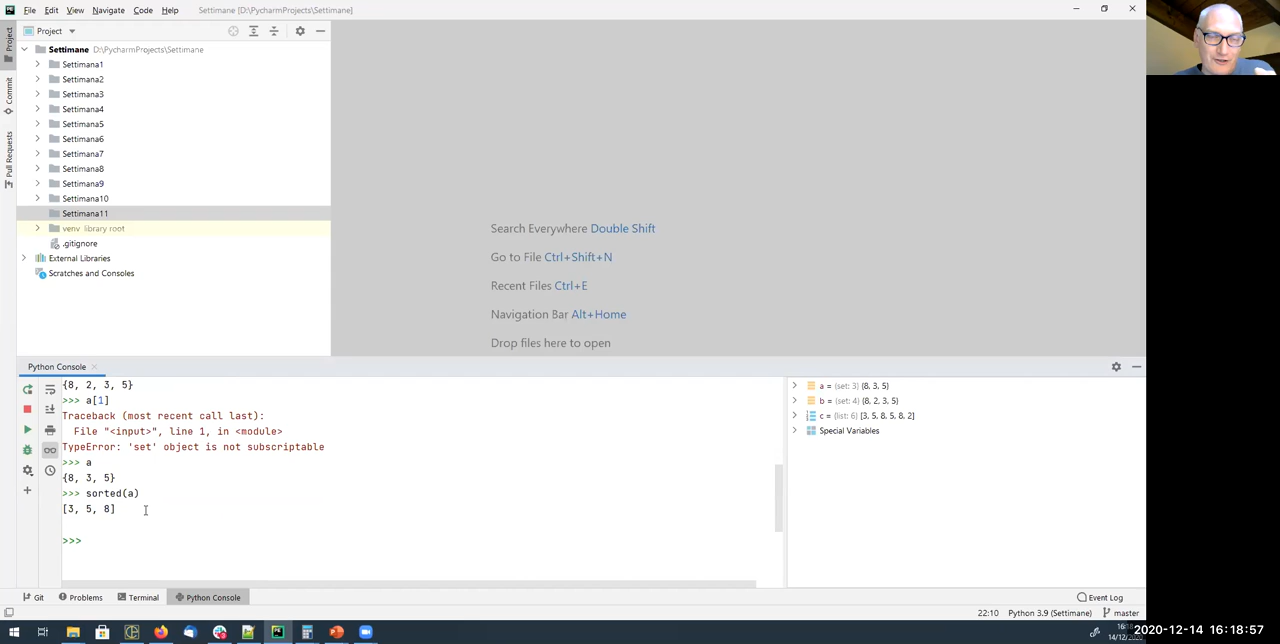 File Edit View Navigate Code Help Settimane [D:\PycharmProjects\Settimane]
Project
Settimane D:\PycharmProjects\Settimane
Settimana1
Settimana2
Settimana3
Settimana4
Settimana5
Settimana6
Settimana7
Settimana8
Settimana9
Settimana10
Settimana11
venv library root
.gitignore
External Libraries
Scratches and Consoles
Project
Commit
Pull Requests
Search Everywhere Double Shift
Go to File Ctrl+Shift+N
Recent Files Ctrl+E
Navigation Bar Alt+Home
Drop files here to open
Python Console
{8, 2, 3, 5}
>>> a[1]
Traceback (most recent call last):
File "<input>", line 1, in <module>
TypeError: 'set' object is not subscriptable
>>> a
{8, 3, 5}
>>> sorted(a)
[3, 5, 8]
>>>
a = {set: 3} {8, 3, 5}
b = {set: 4} {8, 2, 3, 5}
c = {list: 6} [3, 5, 8, 5, 8, 2]
Special Variables
Git Problems Terminal Python Console Event Log
22:10 Python 3.9 (Settimane) master
2020-12-14 16:18:57